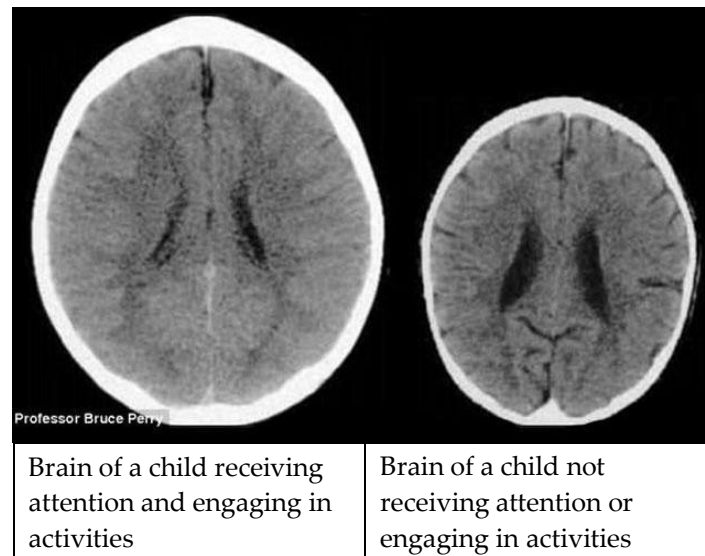 Professor Bruce Perry
Brain of a child receiving
attention and engaging in
activities
Brain of a child not
receiving attention or
engaging in activities